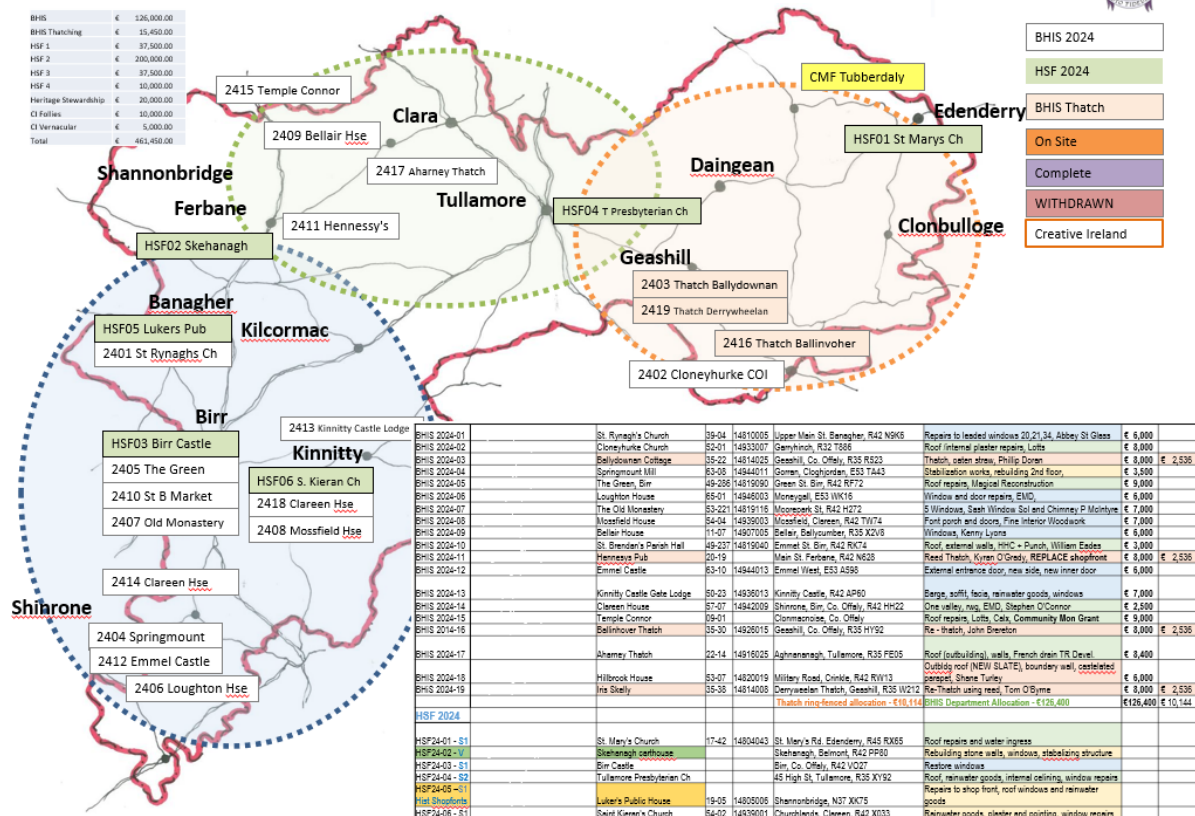 BHIS € 126,000.00
BHIS Thatching € 15,450.00
HSF 1 € 37,500.00
HSF 2 € 200,000.00
HSF 3 € 37,500.00
HSF 4 € 10,000.00
Heritage Stewardship € 20,000.00
CI Follies € 10,000.00
CI Vernacular € 5,000.00
Total € 461,450.00
BHIS 2024
HSF 2024
BHIS Thatch
On Site
Complete
WITHDRAWN
Creative Ireland
CMF Tubberdaly
2415 Temple Connor
Clara
Edenderry
2409 Bellair Hse
HSF01 St Marys Ch
2417 Aharney Thatch
Daingean
Shannonbridge
Tullamore
Ferbane
HSF04 T Presbyterian Ch
2411 Hennessy's
Clonbulloge
HSF02 Skehanagh
Geashill
2403 Thatch Ballydownan
2419 Thatch Derrywheelan
Banagher
HSF05 Lukers Pub
Kilcormac
2401 St Rynaghs Ch
2416 Thatch Ballinvoher
2402 Cloneyhurke COI
Birr
2413 Kinnitty Castle Lodge
HSF03 Birr Castle
Kinnitty
2405 The Green
HSF06 S. Kieran Ch
2410 St B Market
2418 Clareen Hse
2407 Old Monastery
2408 Mossfield Hse
2414 Clareen Hse
Shinrone
2404 Springmount
2412 Emmel Castle
2406 Loughton Hse
BHIS 2024-01 St. Rynagh's Church 39-04 14810005 Upper Main St. Banagher, R42 N9K6 Repairs to leaded windows 20,21,34, Abbey St Glass € 6,000
BHIS 2024-02 Cloneyhurke Church 52-01 14933007 Garryhinch, R32 T886 Roof /internal plaster repairs, Lotts € 8,000
BHIS 2024-03 Ballydownan Cottage 35-22 14814025 Geashill, Co. Offaly, R35 R523 Thatch, oaten straw, Phillip Doran € 8,000 € 2,536
BHIS 2024-04 Springmount Mill 63-08 14944011 Gorran, Cloghjordan, E53 TA43 Stabilization works, rebuilding 2nd floor, € 3,500
BHIS 2024-05 The Green, Birr 49-286 14819090 Green St. Birr, R42 RF72 Roof repairs, Magical Reconstruction € 9,000
BHIS 2024-06 Loughton House 65-01 14946003 Moneygall, E53 WK16 Window and door repairs, EMD, € 6,000
BHIS 2024-07 The Old Monastery 53-221 14819116 Moorepark St, R42 H272 5 Windows, Sash Window Sol and Chimney P McIntyre € 7,000
BHIS 2024-08 Mossfield House 54-04 14939003 Mossfield, Clareen, R42 TW74 Font porch and doors, Fine Interior Woodwork € 7,000
BHIS 2024-09 Bellair House 11-07 14907005 Bellair, Ballycumber, R35 X2V8 Windows, Kenny Lyons € 6,000
BHIS 2024-10 St. Brendan's Parish Hall 49-237 14819040 Emmet St. Birr, R42 RK74 Roof, external walls, HHC + Punch, William Eades € 3,000
BHIS 2024-11 Hennesys Pub 20-19 Main St. Ferbane, R42 N628 Reed Thatch, Kyran O'Grady, REPLACE shopfront € 8,000 € 2,536
BHIS 2024-12 Emmel Castle 63-10 14944013 Emmel West, E53 A598 External entrance door, new side, new inner door € 6,000
BHIS 2024-13 Kinnitty Castle Gate Lodge 50-23 14936013 Kinnitty Castle, R42 AP60 Barge, soffit, facia, rainwater goods, windows € 7,000
BHIS 2024-14 Clareen House 57-07 14942009 Shinrone, Birr, Co. Offaly, R42 HH22 One valley, rwg, EMD, Stephen O'Connor € 2,500
BHIS 2024-15 Temple Connor 09-01 Clonmacnoise, Co. Offaly Roof repairs, Lotts, Calx, Community Mon Grant € 9,000
BHIS 2014-16 Ballinhover Thatch 35-30 14926015 Geashill, Co. Offaly, R35 HY92 Re - thatch, John Brereton € 8,000 € 2,536
BHIS 2024-17 Aharney Thatch 22-14 14916025 Aghnananagh, Tullamore, R35 FE05 Roof (outbuilding), walls, French drain TR Devel. € 8,400
BHIS 2024-18 Hillbrook House 53-07 14820019 Military Road, Crinkle, R42 RW13 Outbldg roof (NEW SLATE), boundary wall, castelated parapet, Shane Turley € 6,000
BHIS 2024-19 Iris Skelly 35-38 14814008 Derryweelan Thatch, Geashill, R35 W212 Re-Thatch using reed, Tom O'Byrne € 8,000 € 2,536
Thatch ring-fenced allocation - €10,114 BHIS Department Allocation - €126,400 €126,400 € 10,144
HSF 2024
HSF24-01 - S1 St. Mary's Church 17-42 14804043 St. Mary's Rd. Edenderry, R45 RX65 Roof repairs and water ingress
HSF24-02 - V Skehanagh carthouse Skehanagh, Belmont, R42 PP60 Rebuilding stone walls, windows, stabalizing structure
HSF24-03 - S1 Birr Castle Birr, Co. Offaly, R42 VO27 Restore windows
HSF24-04 - S2 Tullamore Presbyterian Ch 45 High St, Tullamore, R35 XY92 Roof, rainwater goods, internal celining, window repairs
HSF24-05 –S1
Hist Shopfonts Luker's Public House 19-05 14805006 Shannonbridge, N37 XK75 Repairs to shop front, roof windows and rainwater goods
HSF24-06 - S1 Saint Kieran's Church 54-02 14939001 Churchlands, Clareen, R42 X033 Rainwater goods, plaster and pointing, window repairs